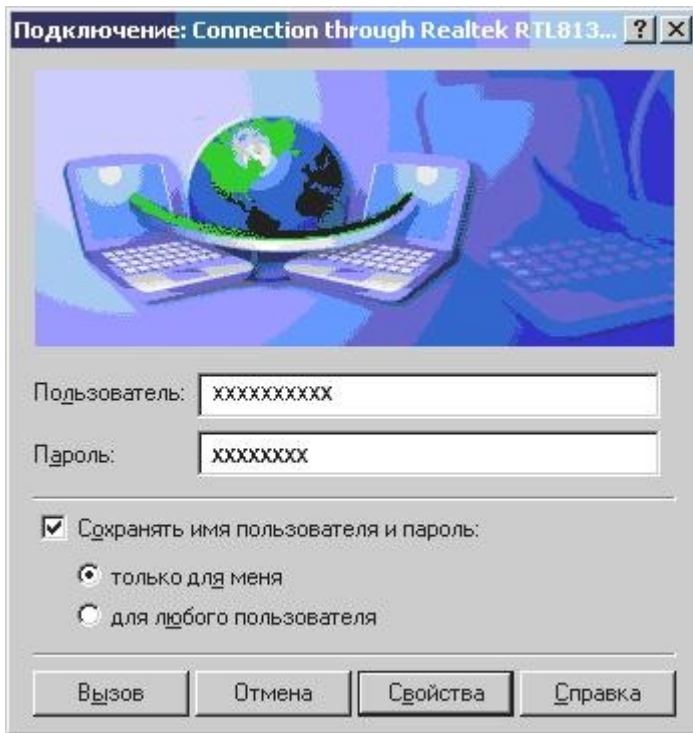 Подключение: Connection through Realtek RTL813...
Пользователь: xxxxxxxxxx
Пароль: xxxxxxxx
Сохранять имя пользователя и пароль:
только для меня
для любого пользователя
Вызов Отмена Свойства Справка